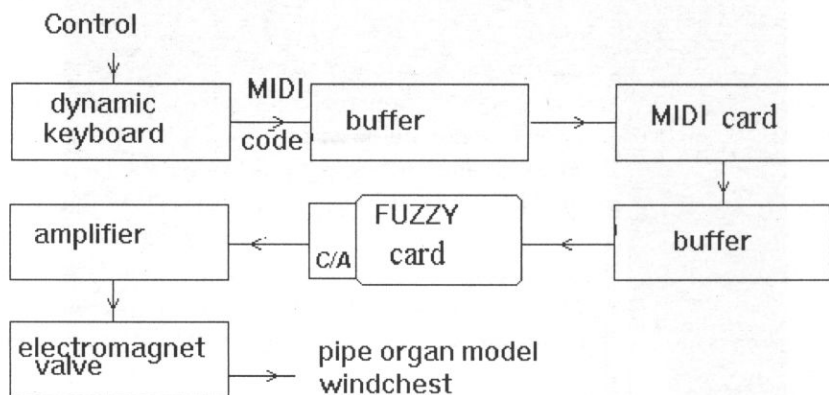 Control
dynamic
keyboard
MIDI
code
buffer
MIDI card
amplifier
C/A
FUZZY
card
buffer
electromagnet
valve
pipe organ model
windchest